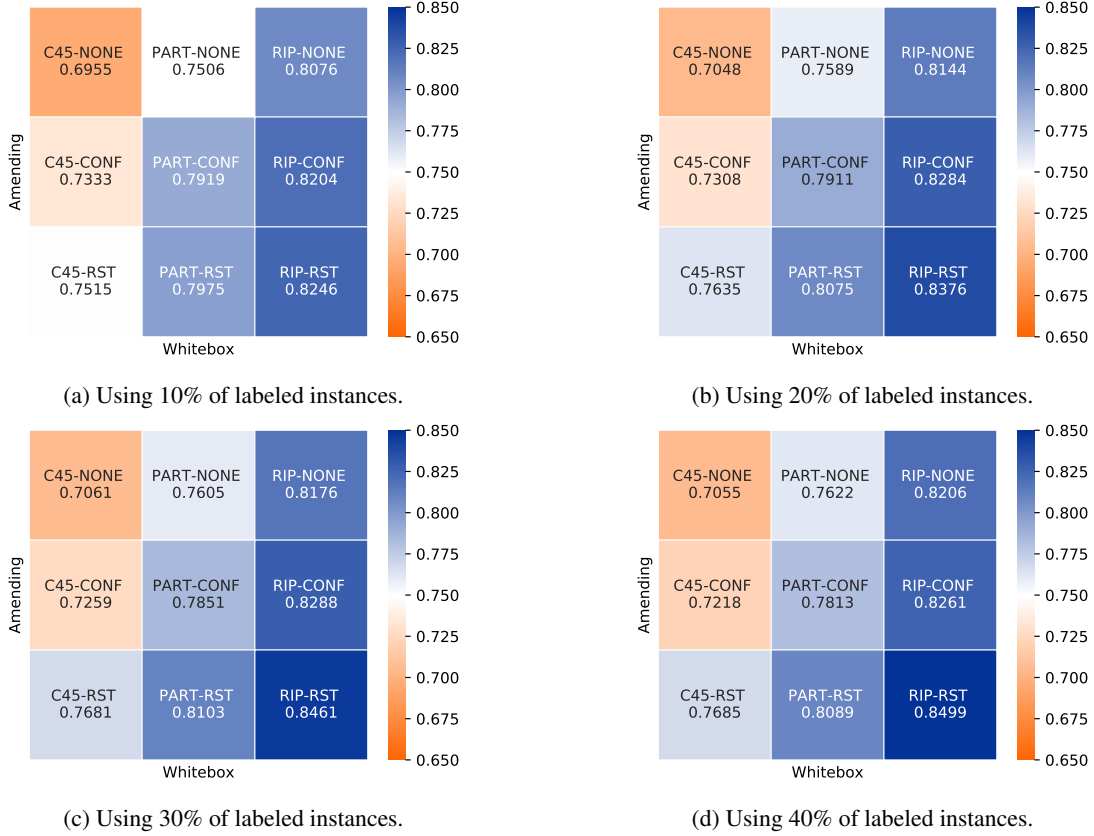 C45-NONE
0.6955
PART-NONE
0.7506
RIP-NONE
0.8076
C45-CONF
0.7333
PART-CONF
0.7919
RIP-CONF
0.8204
C45-RST
0.7515
PART-RST
0.7975
RIP-RST
0.8246
Amending
Whitebox
0.850
0.825
0.800
0.775
0.750
0.725
0.700
0.675
0.650
(a) Using 10% of labeled instances.
C45-NONE
0.7048
PART-NONE
0.7589
RIP-NONE
0.8144
C45-CONF
0.7308
PART-CONF
0.7911
RIP-CONF
0.8284
C45-RST
0.7635
PART-RST
0.8075
RIP-RST
0.8376
Amending
Whitebox
0.850
0.825
0.800
0.775
0.750
0.725
0.700
0.675
0.650
(b) Using 20% of labeled instances.
C45-NONE
0.7061
PART-NONE
0.7605
RIP-NONE
0.8176
C45-CONF
0.7259
PART-CONF
0.7851
RIP-CONF
0.8288
C45-RST
0.7681
PART-RST
0.8103
RIP-RST
0.8461
Amending
Whitebox
0.850
0.825
0.800
0.775
0.750
0.725
0.700
0.675
0.650
(c) Using 30% of labeled instances.
C45-NONE
0.7055
PART-NONE
0.7622
RIP-NONE
0.8206
C45-CONF
0.7218
PART-CONF
0.7813
RIP-CONF
0.8261
C45-RST
0.7685
PART-RST
0.8089
RIP-RST
0.8499
Amending
Whitebox
0.850
0.825
0.800
0.775
0.750
0.725
0.700
0.675
0.650
(d) Using 40% of labeled instances.